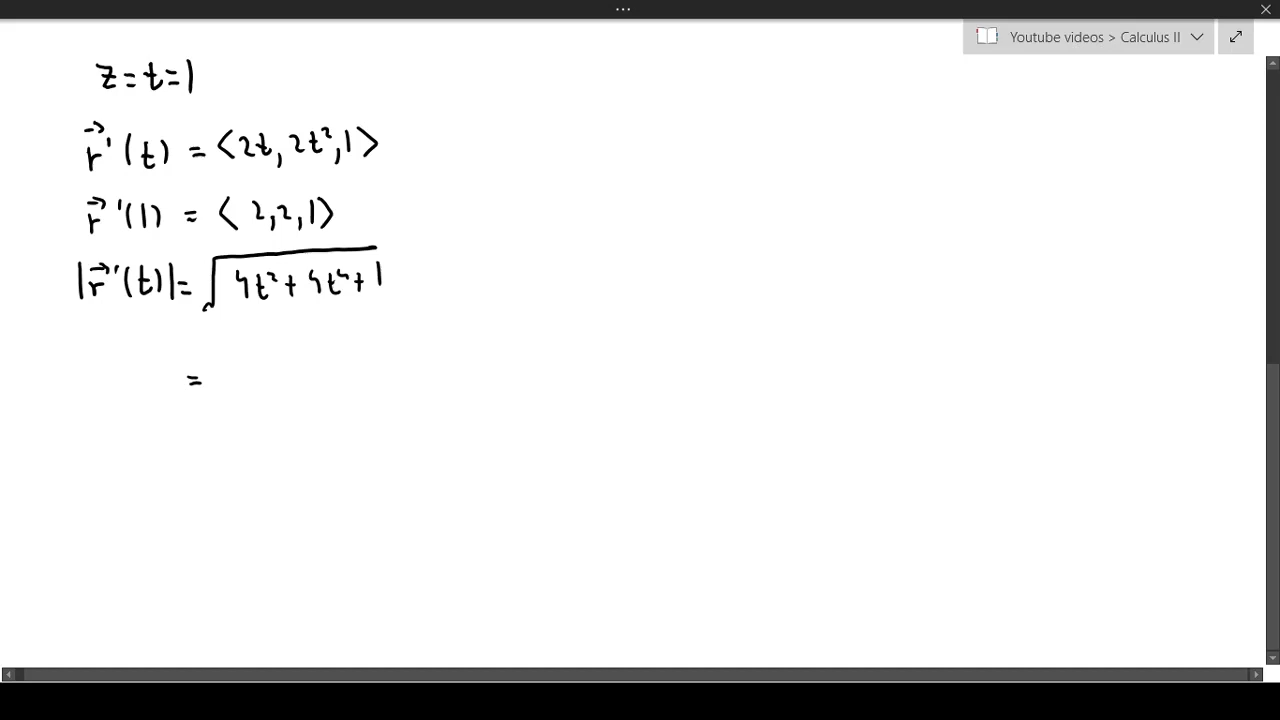 Youtube videos > Calculus II
z = t = 1
r⃗'(t) = ⟨2t, 2t², 1⟩
r⃗'(1) = ⟨2, 2, 1⟩
|r⃗'(t)| = √(4t² + 4t⁴ + 1)
=